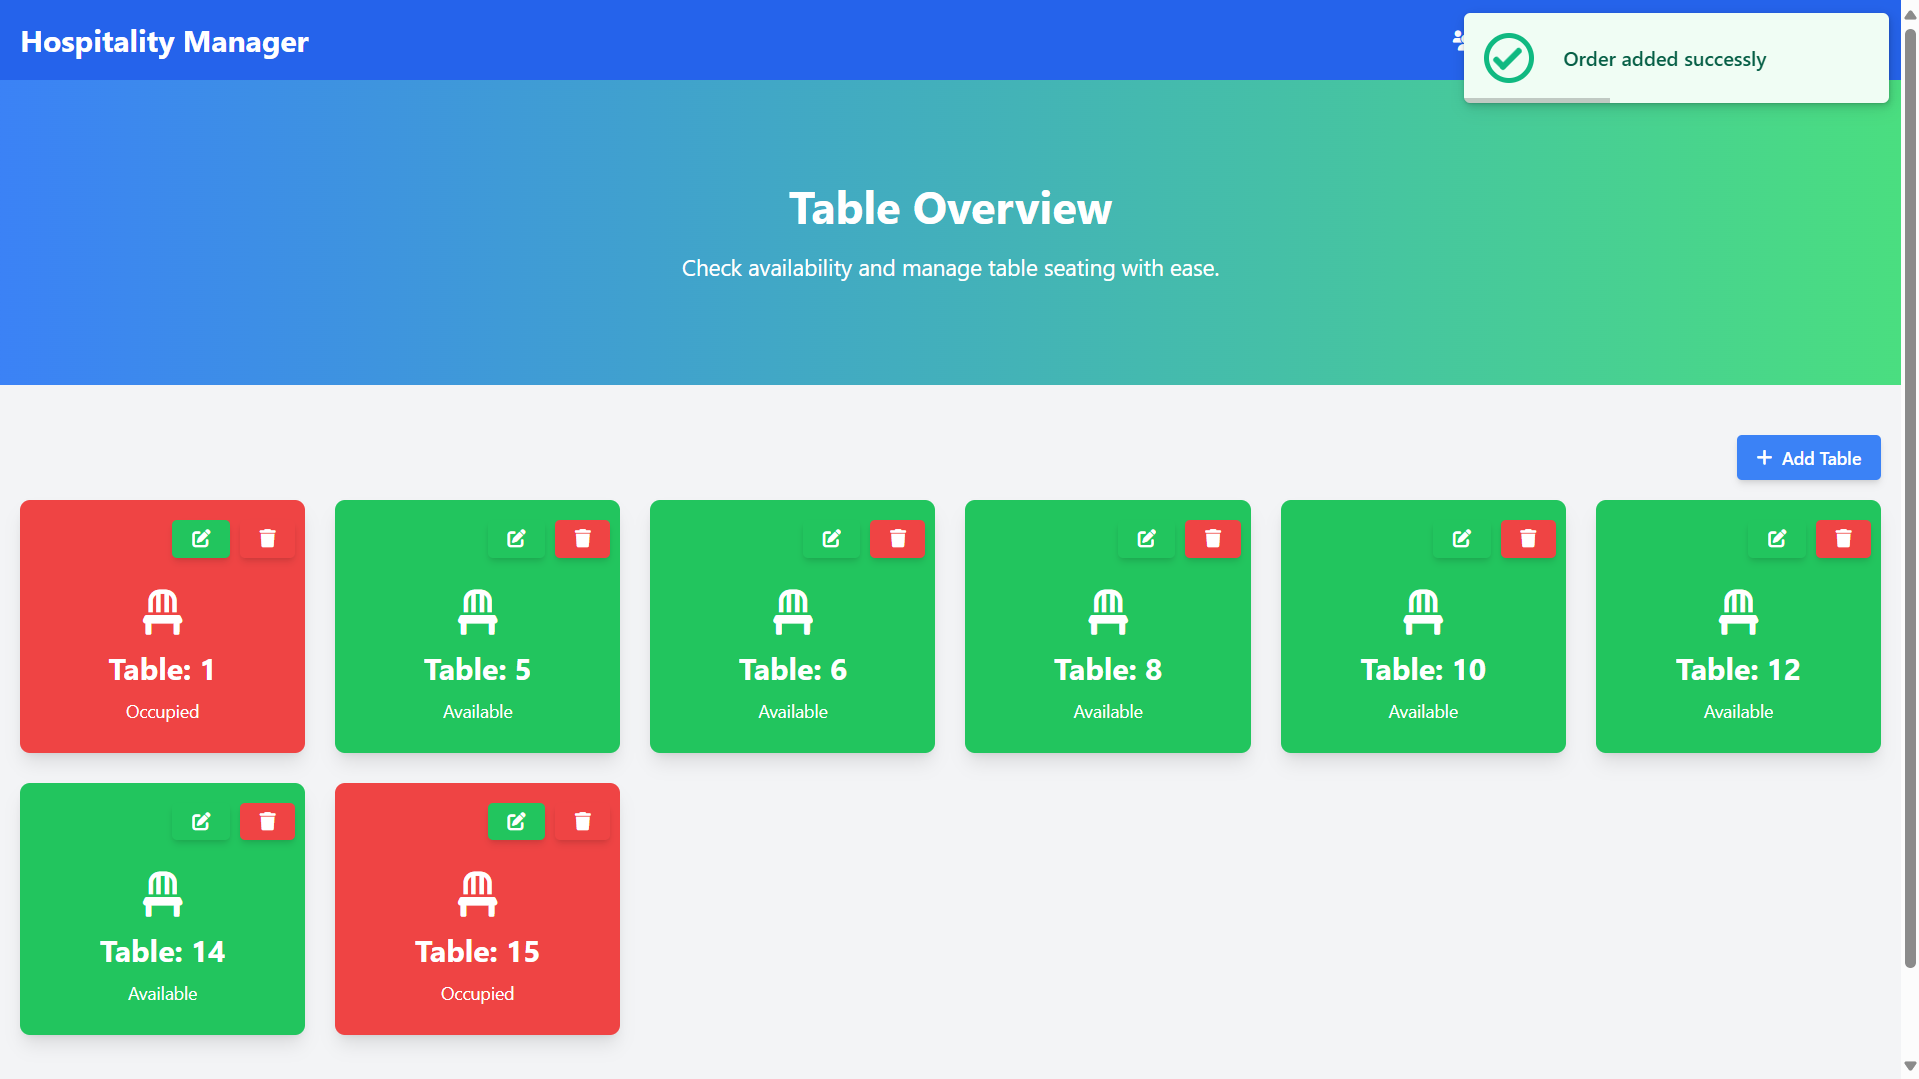 Hospitality Manager
Order added successly
Table Overview
Check availability and manage table seating with ease.
Add Table
Table: 1
Occupied
Table: 5
Available
Table: 6
Available
Table: 8
Available
Table: 10
Available
Table: 12
Available
Table: 14
Available
Table: 15
Occupied